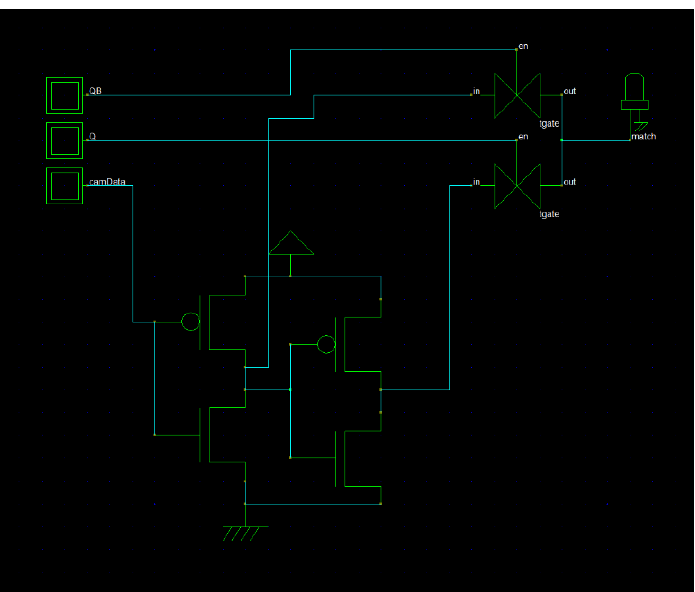 en
QB
in
out
tgate
Q
en
match
camData
in
out
tgate